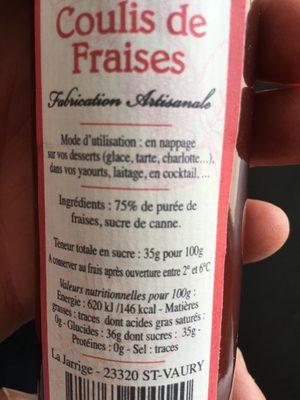 Coulis de
Fraises
Fabrication Artisanale
Mode d'utilisation : en nappage
sur vos desserts (glace, tarte, charlotte...),
dans vos yaourts, laitage, en cocktail, ...
Ingrédients : 75% de purée de
fraises, sucre de canne.
Teneur totale en sucre : 35g pour 100g
A conserver au frais après ouverture entre 2° et 6°C
Valeurs nutritionnelles pour 100g :
Energie : 620 kJ /146 kcal - Matières
grasses : traces dont acides gras saturés :
0g - Glucides : 36g dont sucres : 35g -
Protéines : 0g - Sel : traces
La Jarrige - 23320 ST-VAURY